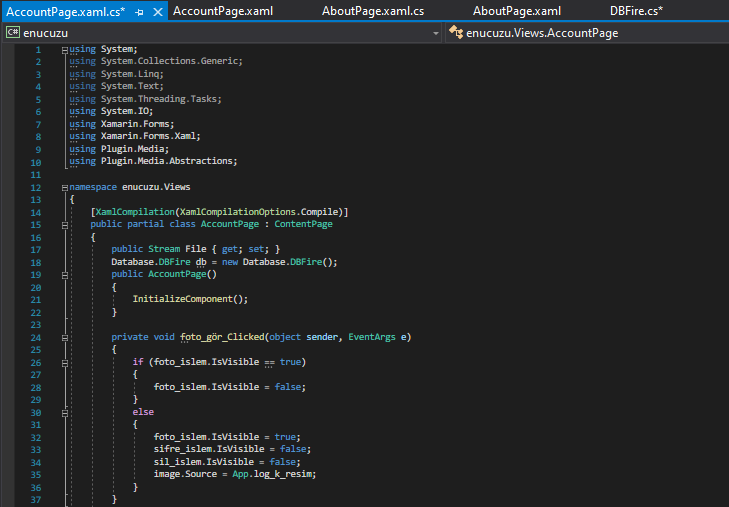 AccountPage.xaml.cs* AccountPage.xaml AboutPage.xaml.cs AboutPage.xaml DBFire.cs*
C# enucuzu enucuzu.Views.AccountPage
1 using System;
2 using System.Collections.Generic;
3 using System.Linq;
4 using System.Text;
5 using System.Threading.Tasks;
6 using System.IO;
7 using Xamarin.Forms;
8 using Xamarin.Forms.Xaml;
9 using Plugin.Media;
10 using Plugin.Media.Abstractions;
11
12 namespace enucuzu.Views
13 {
14 [XamlCompilation(XamlCompilationOptions.Compile)]
15 public partial class AccountPage : ContentPage
16 {
17 public Stream File { get; set; }
18 Database.DBFire db = new Database.DBFire();
19 public AccountPage()
20 {
21 InitializeComponent();
22 }
23
24 private void foto_gör_Clicked(object sender, EventArgs e)
25 {
26 if (foto_islem.IsVisible == true)
27 {
28 foto_islem.IsVisible = false;
29 }
30 else
31 {
32 foto_islem.IsVisible = true;
33 sifre_islem.IsVisible = false;
34 sil_islem.IsVisible = false;
35 image.Source = App.log_k_resim;
36 }
37 }